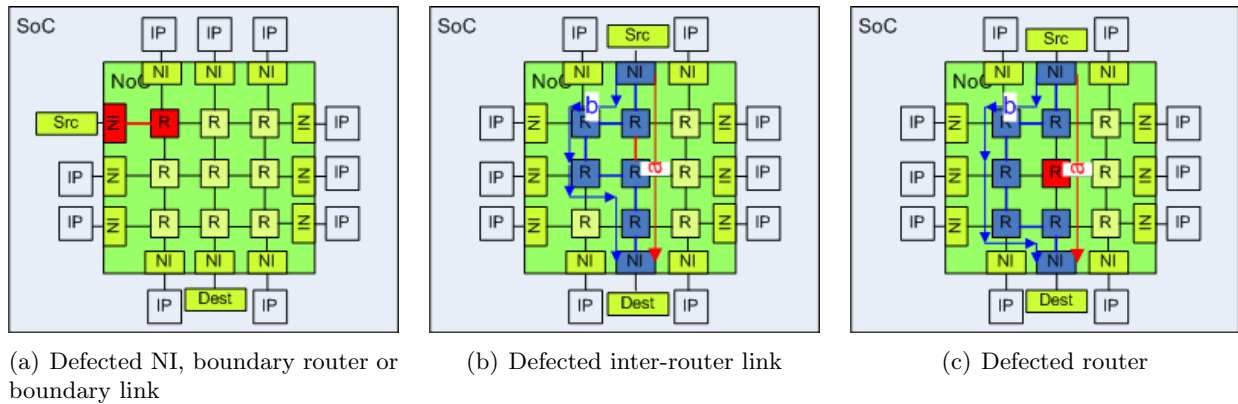 SoC
IP IP IP
NoC
NI NI NI
Src NI R R R NI IP
IP NI R R R NI IP
IP NI R R R NI IP
NI NI NI
IP Dest IP
(a) Defected NI, boundary router or
boundary link
SoC
IP Src IP
NoC
NI NI NI
b
IP NI R R R NI IP
IP NI R R a R NI IP
IP NI R R R NI IP
NI NI NI
IP Dest IP
(b) Defected inter-router link
SoC
IP Src IP
NoC
NI NI NI
b
IP NI R R R NI IP
IP NI R R a R NI IP
IP NI R R R NI IP
NI NI NI
IP Dest IP
(c) Defected router